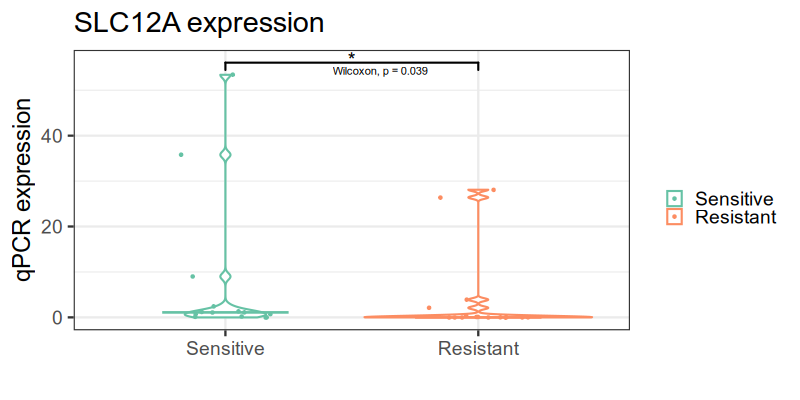 SLC12A expression
*
Wilcoxon, p = 0.039
qPCR expression
40
20
0
Sensitive
Resistant
Sensitive
Resistant